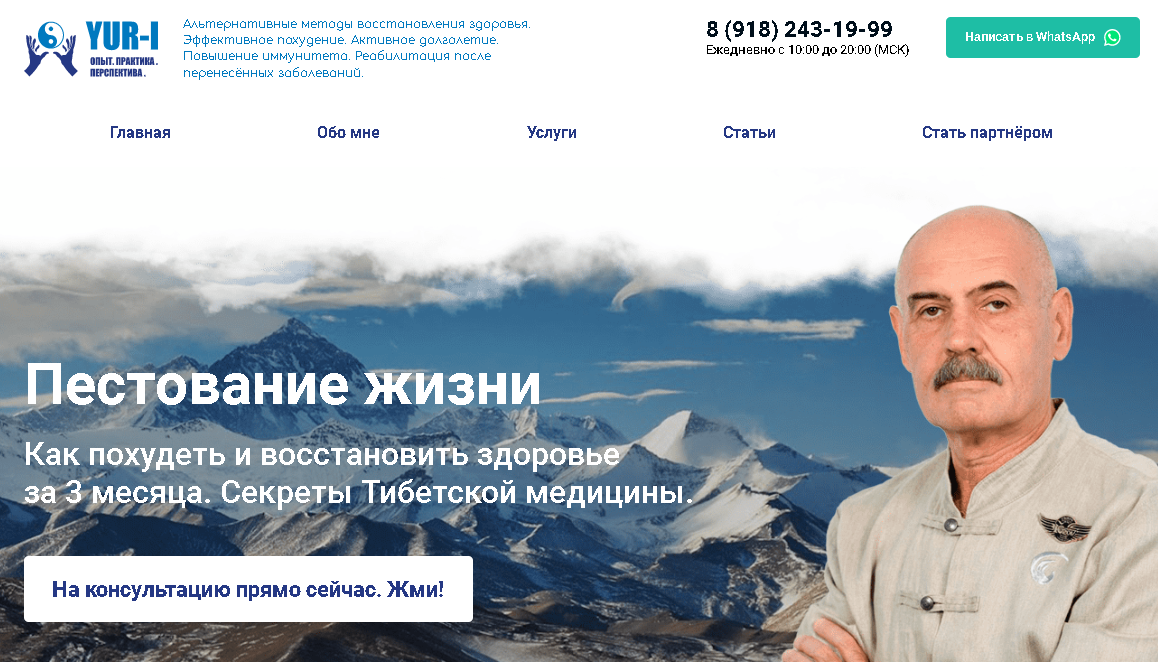 YUR-I
ОПЫТ. ПРАКТИКА.
ПЕРСПЕКТИВА.
Альтернативные методы восстановления здоровья.
Эффективное похудение. Активное долголетие.
Повышение иммунитета. Реабилитация после
перенесённых заболеваний.
8 (918) 243-19-99
Ежедневно с 10:00 до 20:00 (МСК)
Написать в WhatsApp
Главная
Обо мне
Услуги
Статьи
Стать партнёром
Пестование жизни
Как похудеть и восстановить здоровье
за 3 месяца. Секреты Тибетской медицины.
На консультацию прямо сейчас. Жми!